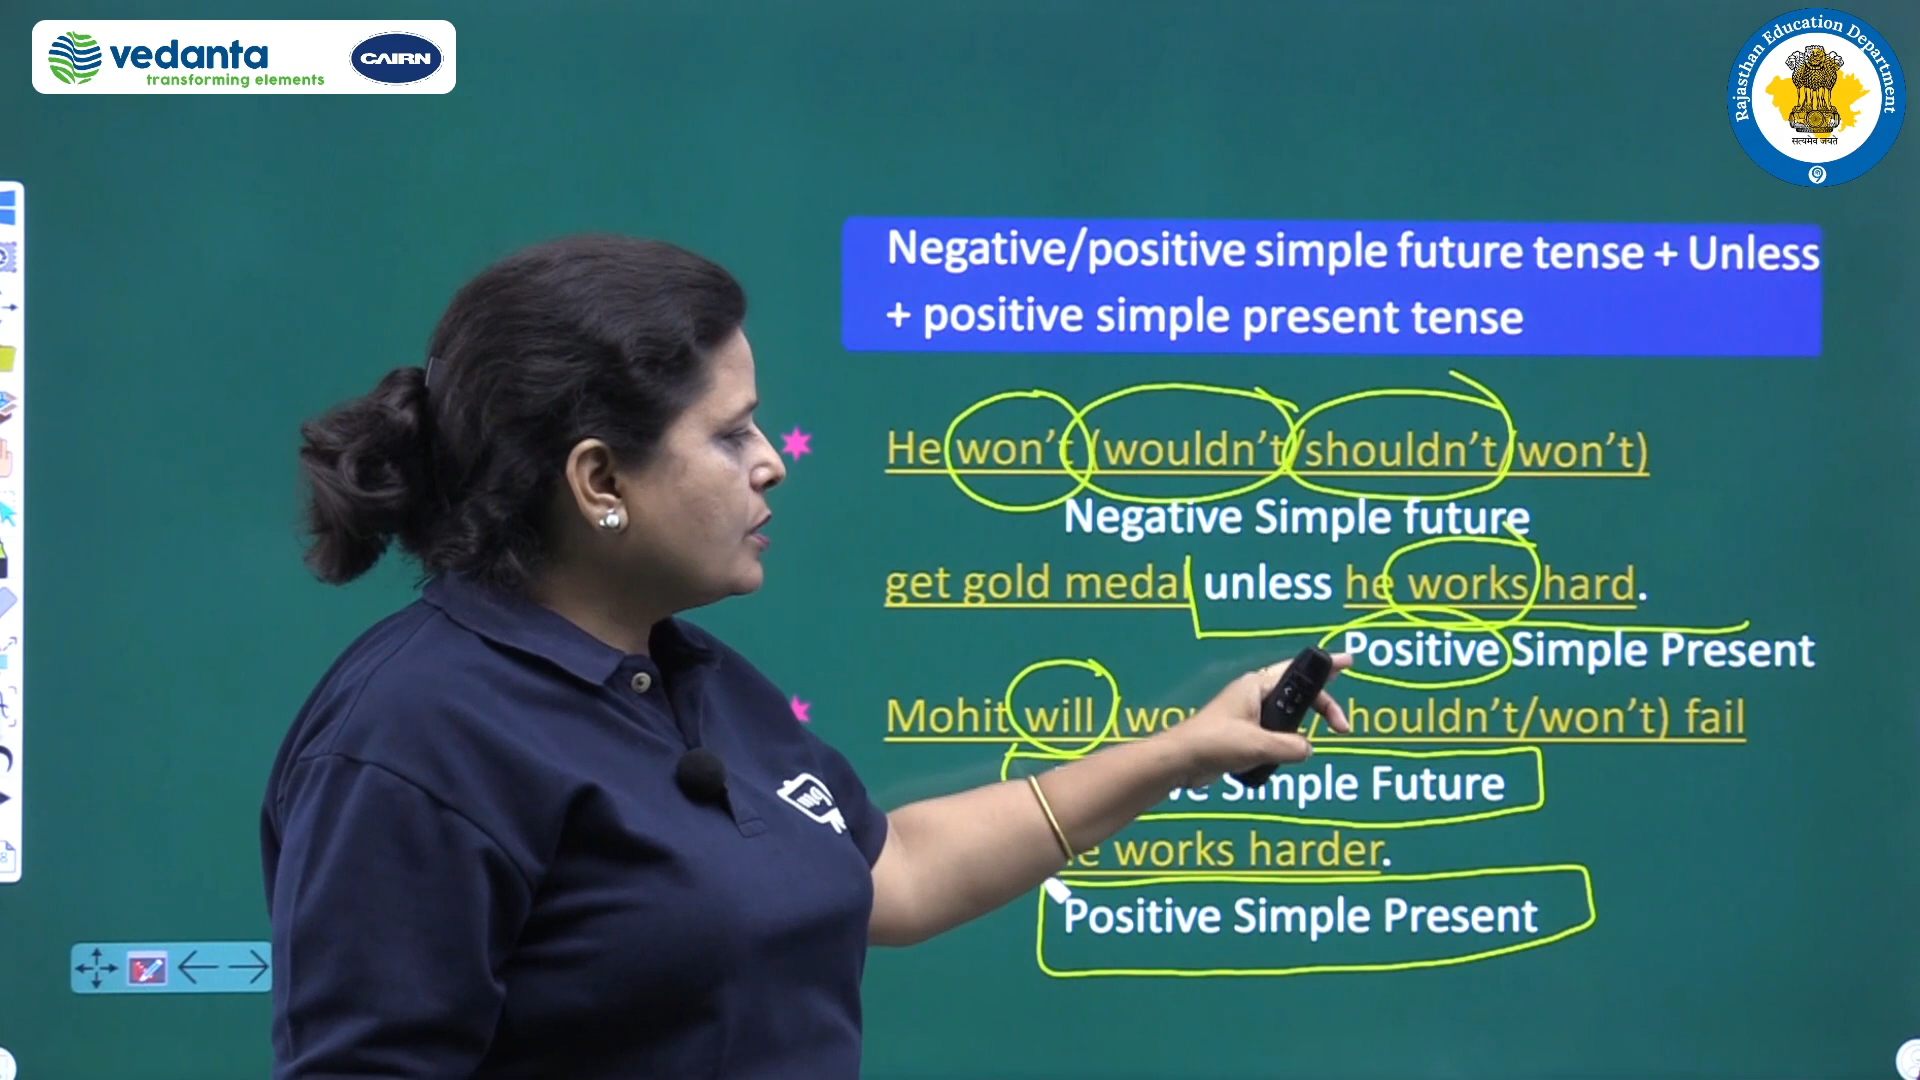 vedanta
transforming elements
CAIRN
Rajasthan Education Department
सत्यमेव जयते
Negative/positive simple future tense + Unless
+ positive simple present tense
He won't (wouldn't/shouldn't/won't)
Negative Simple future
get gold medal unless he works hard.
Positive Simple Present
Mohit will shouldn't/won't) fail
Simple Future
works harder.
Positive Simple Present